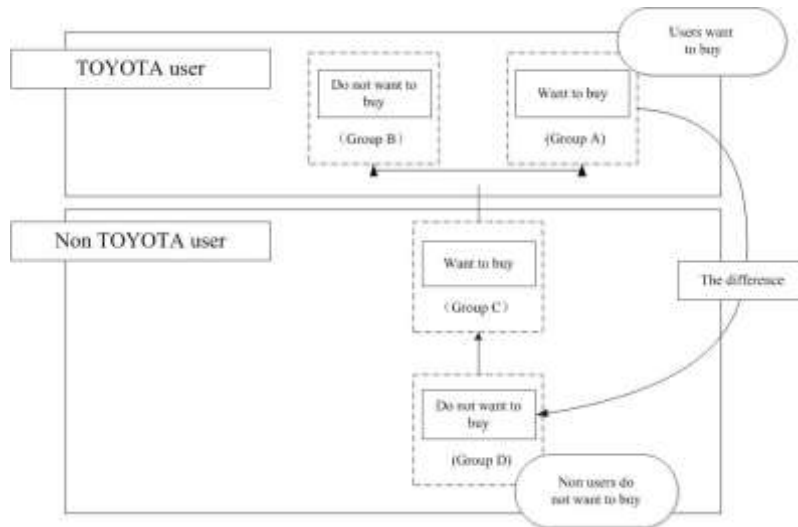 Users want
to buy
TOYOTA user
Do not want to
buy
（Group B）
Want to buy
(Group A)
Non TOYOTA user
Want to buy
（Group C）
The difference
Do not want to
buy
(Group D)
Non users do
not want to buy